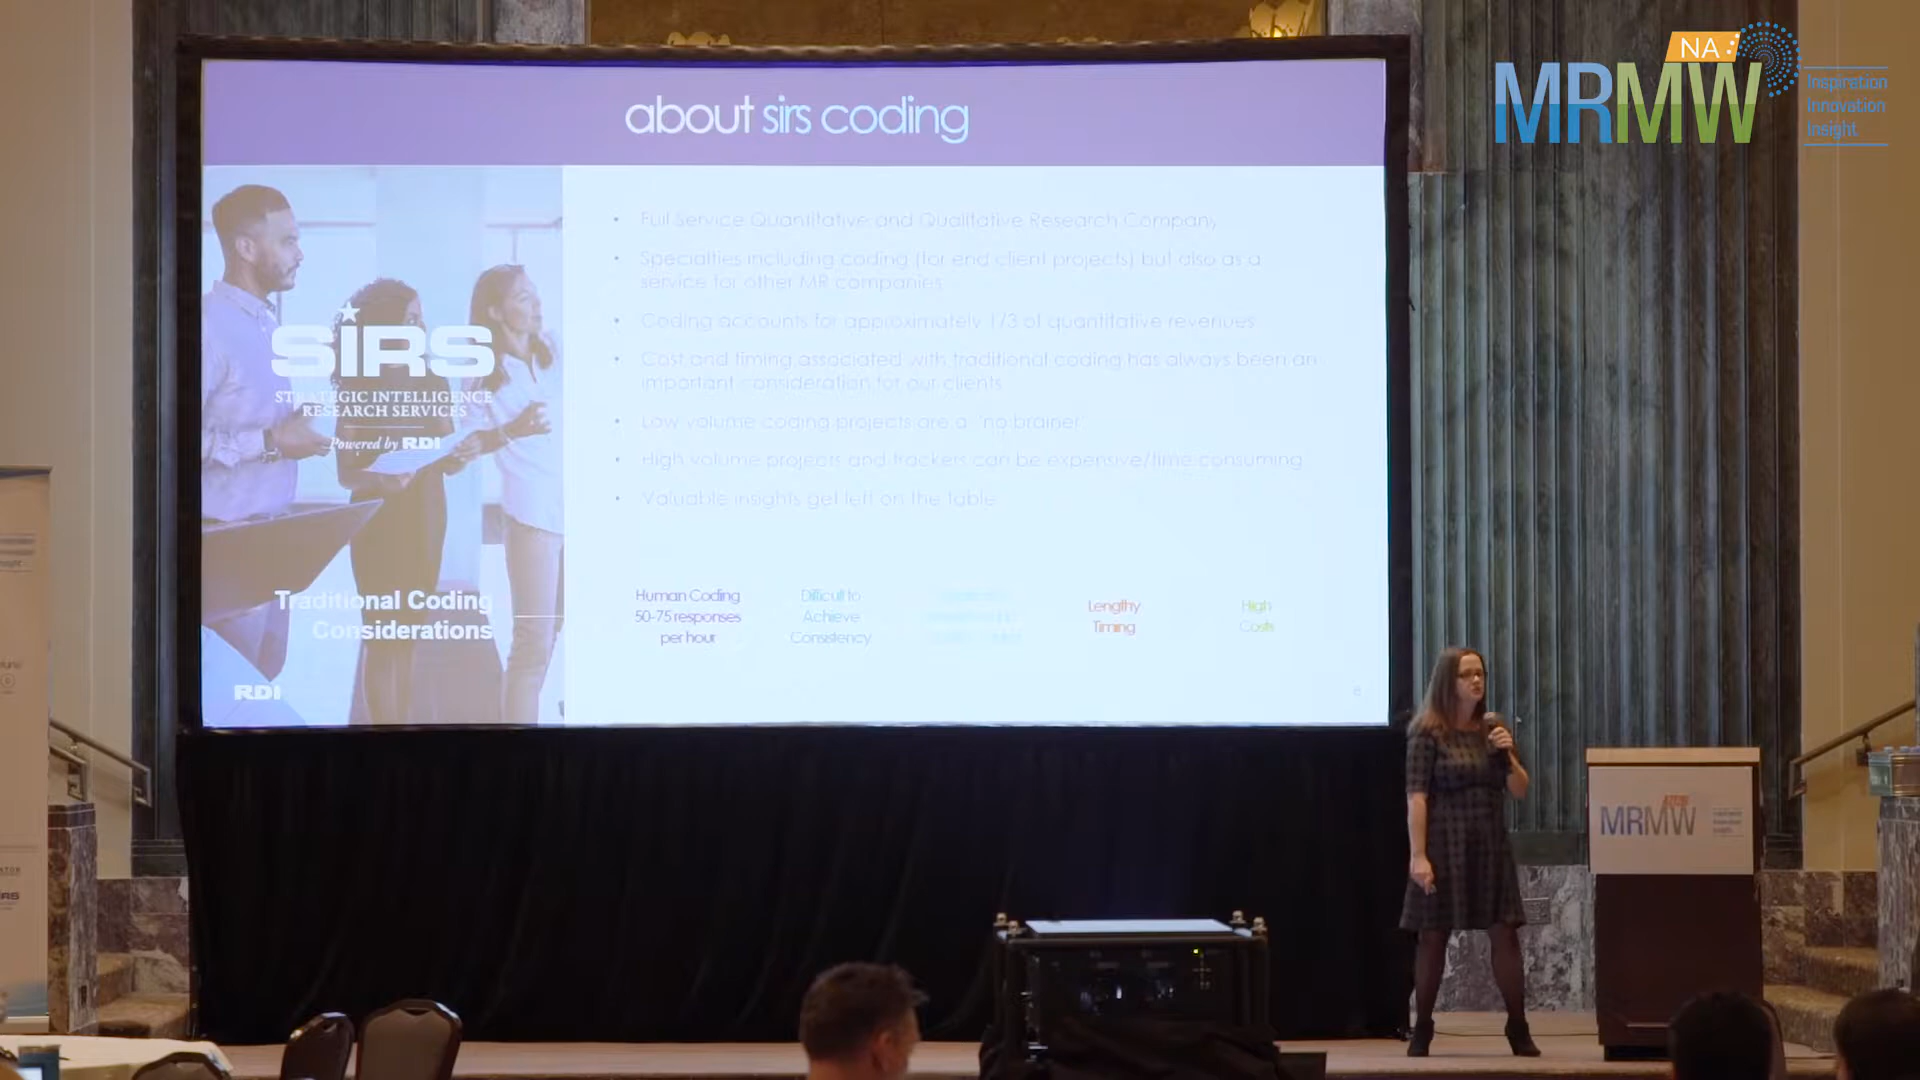 NA
MRMW
Inspiration
Innovation
Insight
about sirs coding
• Full Service Quantitative and Qualitative Research Company
• Specialties including coding (for end client projects) but also as a
service for other MR companies
• Coding accounts for approximately 1/3 of quantitative revenues
• Cost and timing associated with traditional coding has always been an
important consideration for our clients
• Low volume coding projects are a 'no brainer'
• High volume projects and trackers can be expensive/time consuming
• Valuable insights get left on the table
SIRS
STRATEGIC INTELLIGENCE
RESEARCH SERVICES
Powered by RDI
Traditional Coding
Considerations
RDI
Human Coding
50-75 responses
per hour
Difficult to
Achieve
Consistency
Lengthy
Timing
High
Costs
MRMW